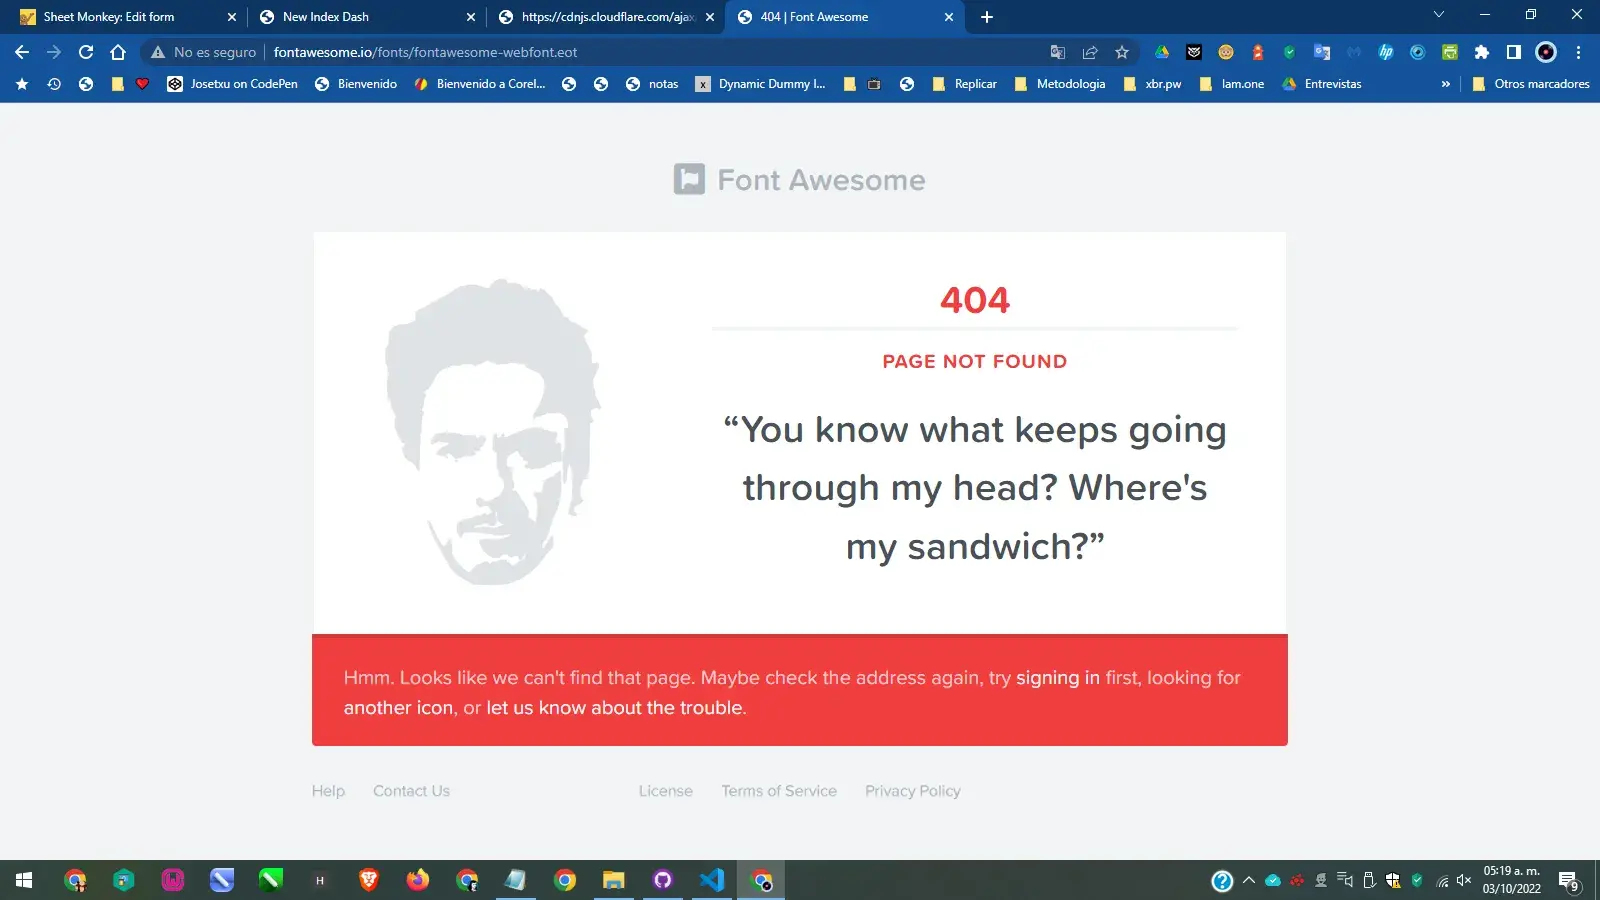 Sheet Monkey: Edit form
New Index Dash
https://cdnjs.cloudflare.com/ajax
404 | Font Awesome
No es seguro
fontawesome.io/fonts/fontawesome-webfont.eot
Josetxu on CodePen
Bienvenido
Bienvenido a Corel...
notas
x
Dynamic Dummy I...
Replicar
Metodologia
xbr.pw
lam.one
Entrevistas
»
Otros marcadores
Font Awesome
404
PAGE NOT FOUND
“You know what keeps going
through my head? Where's
my sandwich?”
Hmm. Looks like we can't find that page. Maybe check the address again, try signing in first, looking for
another icon, or let us know about the trouble.
Help
Contact Us
License
Terms of Service
Privacy Policy
H
05:19 a. m.
03/10/2022
9